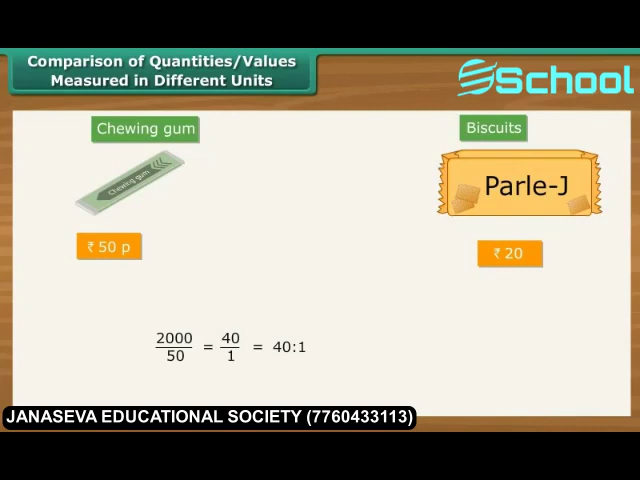 Comparison of Quantities/Values
Measured in Different Units
School
Chewing gum
Biscuits
Chewing gum
Parle-J
₹ 50 p
₹ 20
2000/50 = 40/1 = 40:1
JANASEVA EDUCATIONAL SOCIETY (7760433113)